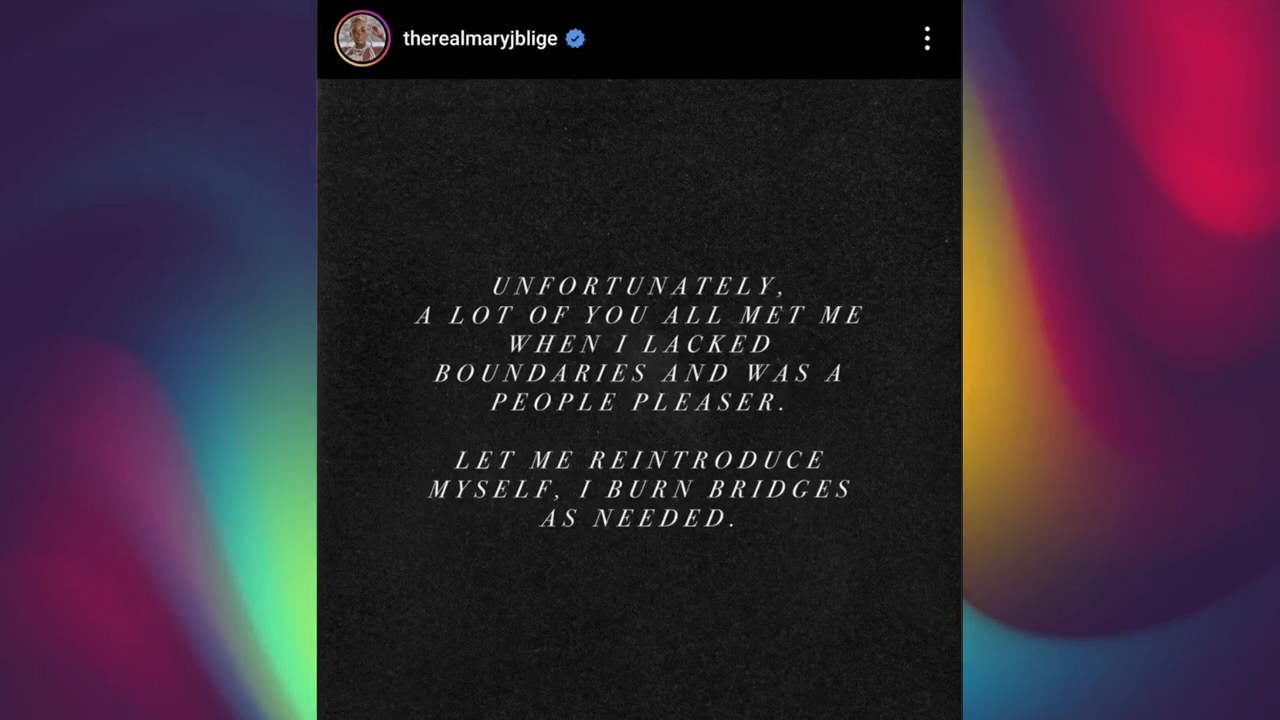 therealmaryjblige
UNFORTUNATELY,
A LOT OF YOU ALL MET ME
WHEN I LACKED
BOUNDARIES AND WAS A
PEOPLE PLEASER.
LET ME REINTRODUCE
MYSELF, I BURN BRIDGES
AS NEEDED.